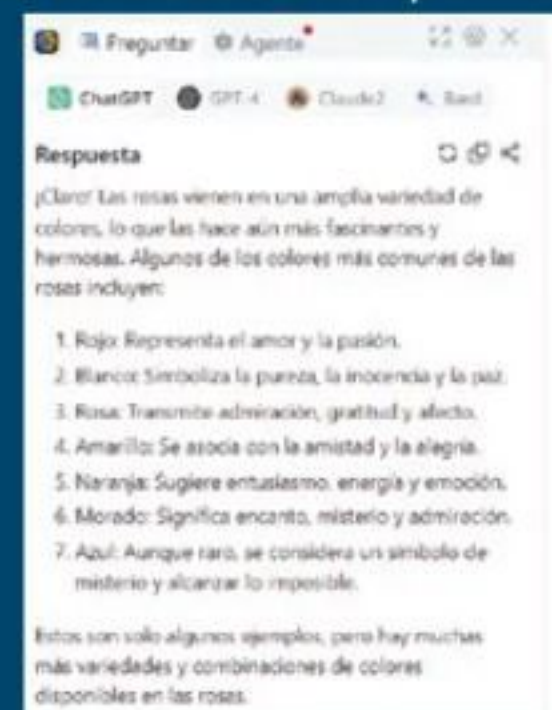 Preguntar Agente
ChatGPT GPT-4 Claude2 Bard
Respuesta
¡Claro! Las rosas vienen en una amplia variedad de
colores, lo que las hace aún más fascinantes y
hermosas. Algunos de los colores más comunes de las
rosas incluyen:
1. Rojo: Representa el amor y la pasión.
2. Blanco: Simboliza la pureza, la inocencia y la paz.
3. Rosa: Transmite admiración, gratitud y afecto.
4. Amarillo: Se asocia con la amistad y la alegría.
5. Naranja: Sugiere entusiasmo, energía y emoción.
6. Morado: Significa encanto, misterio y admiración.
7. Azul: Aunque raro, se considera un símbolo de
misterio y alcanzar lo imposible.
Estos son solo algunos ejemplos, pero hay muchas
más variedades y combinaciones de colores
disponibles en las rosas.